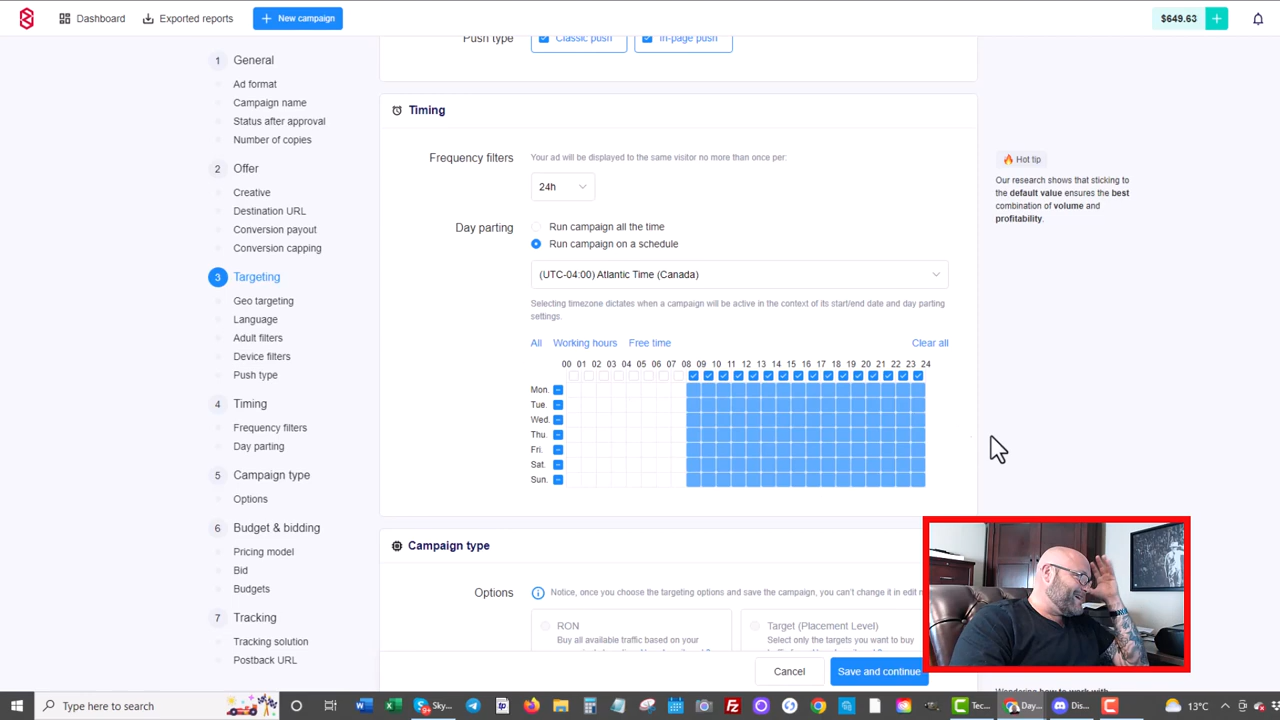 Dashboard
Exported reports
New campaign
$649.63
Push type
Classic push
In-page push
1 General
Ad format
Campaign name
Status after approval
Number of copies
2 Offer
Creative
Destination URL
Conversion payout
Conversion capping
3 Targeting
Geo targeting
Language
Adult filters
Device filters
Push type
4 Timing
Frequency filters
Day parting
5 Campaign type
Options
6 Budget & bidding
Pricing model
Bid
Budgets
7 Tracking
Tracking solution
Postback URL
Timing
Frequency filters
Your ad will be displayed to the same visitor no more than once per:
24h
Day parting
Run campaign all the time
Run campaign on a schedule
(UTC-04:00) Atlantic Time (Canada)
Selecting timezone dictates when a campaign will be active in the context of its start/end date and day parting
settings.
All Working hours Free time Clear all
00 01 02 03 04 05 06 07 08 09 10 11 12 13 14 15 16 17 18 19 20 21 22 23 24
Mon.
Tue.
Wed.
Thu.
Fri.
Sat.
Sun.
Campaign type
Options
Notice, once you choose the targeting options and save the campaign, you can't change it in edit
RON
Buy all available traffic based on your
Target (Placement Level)
Select only the targets you want to buy
Cancel
Save and continue
Hot tip
Our research shows that sticking to
the default value ensures the best
combination of volume and
profitability.
Wondering how to work with
Type here to search
Sky...
Tec...
Day...
Dis...
13°C